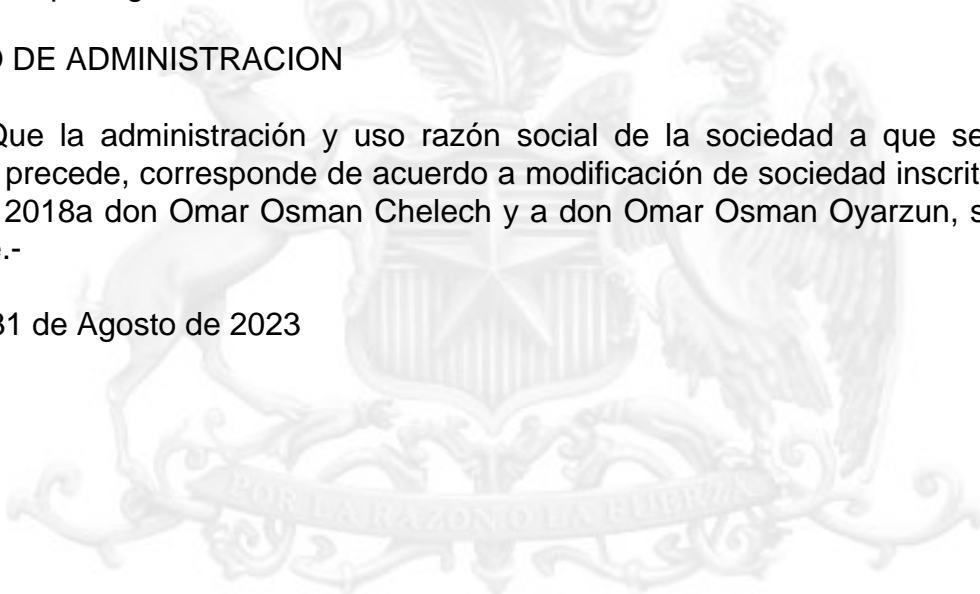 DE ADMINISTRACION
Que la administración y uso razón social de la sociedad a que se
precede, corresponde de acuerdo a modificación de sociedad inscrit
2018a don Omar Osman Chelech y a don Omar Osman Oyarzun, s
.-
31 de Agosto de 2023
POR LA RAZON O LA FUERZA